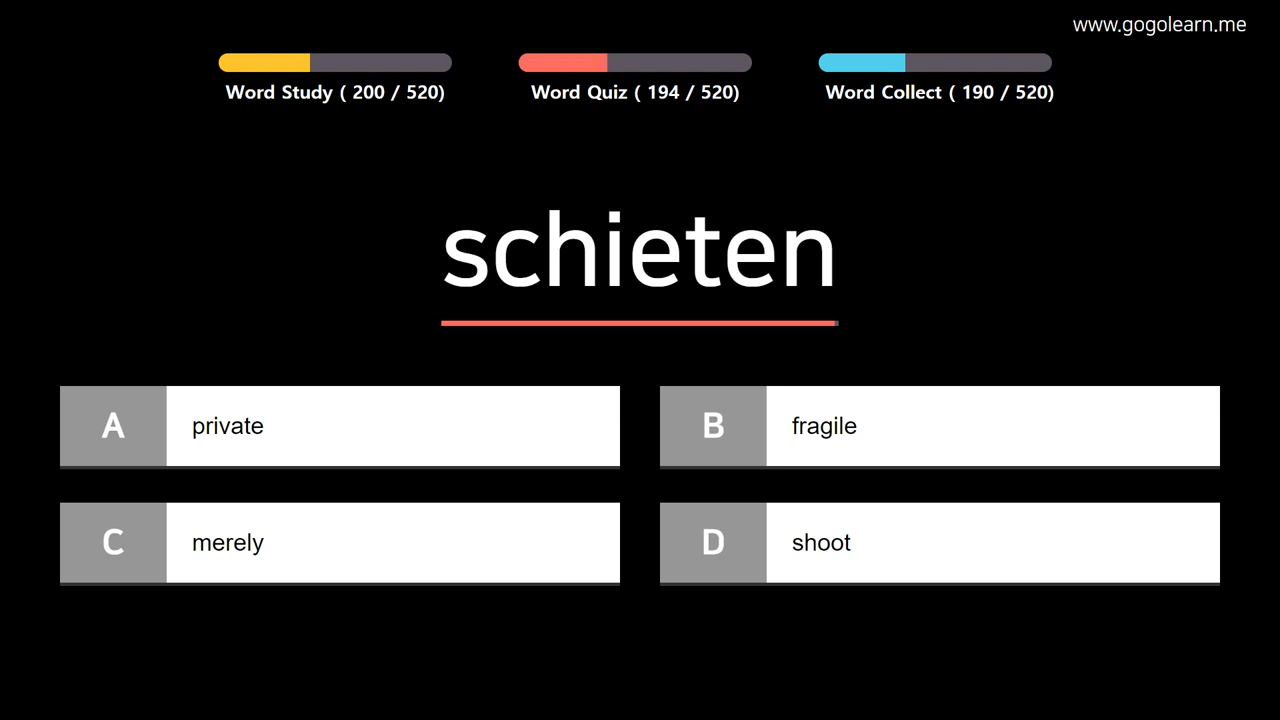 www.gogolearn.me
Word Study ( 200 / 520)
Word Quiz ( 194 / 520)
Word Collect ( 190 / 520)
schieten
A private
B fragile
C merely
D shoot